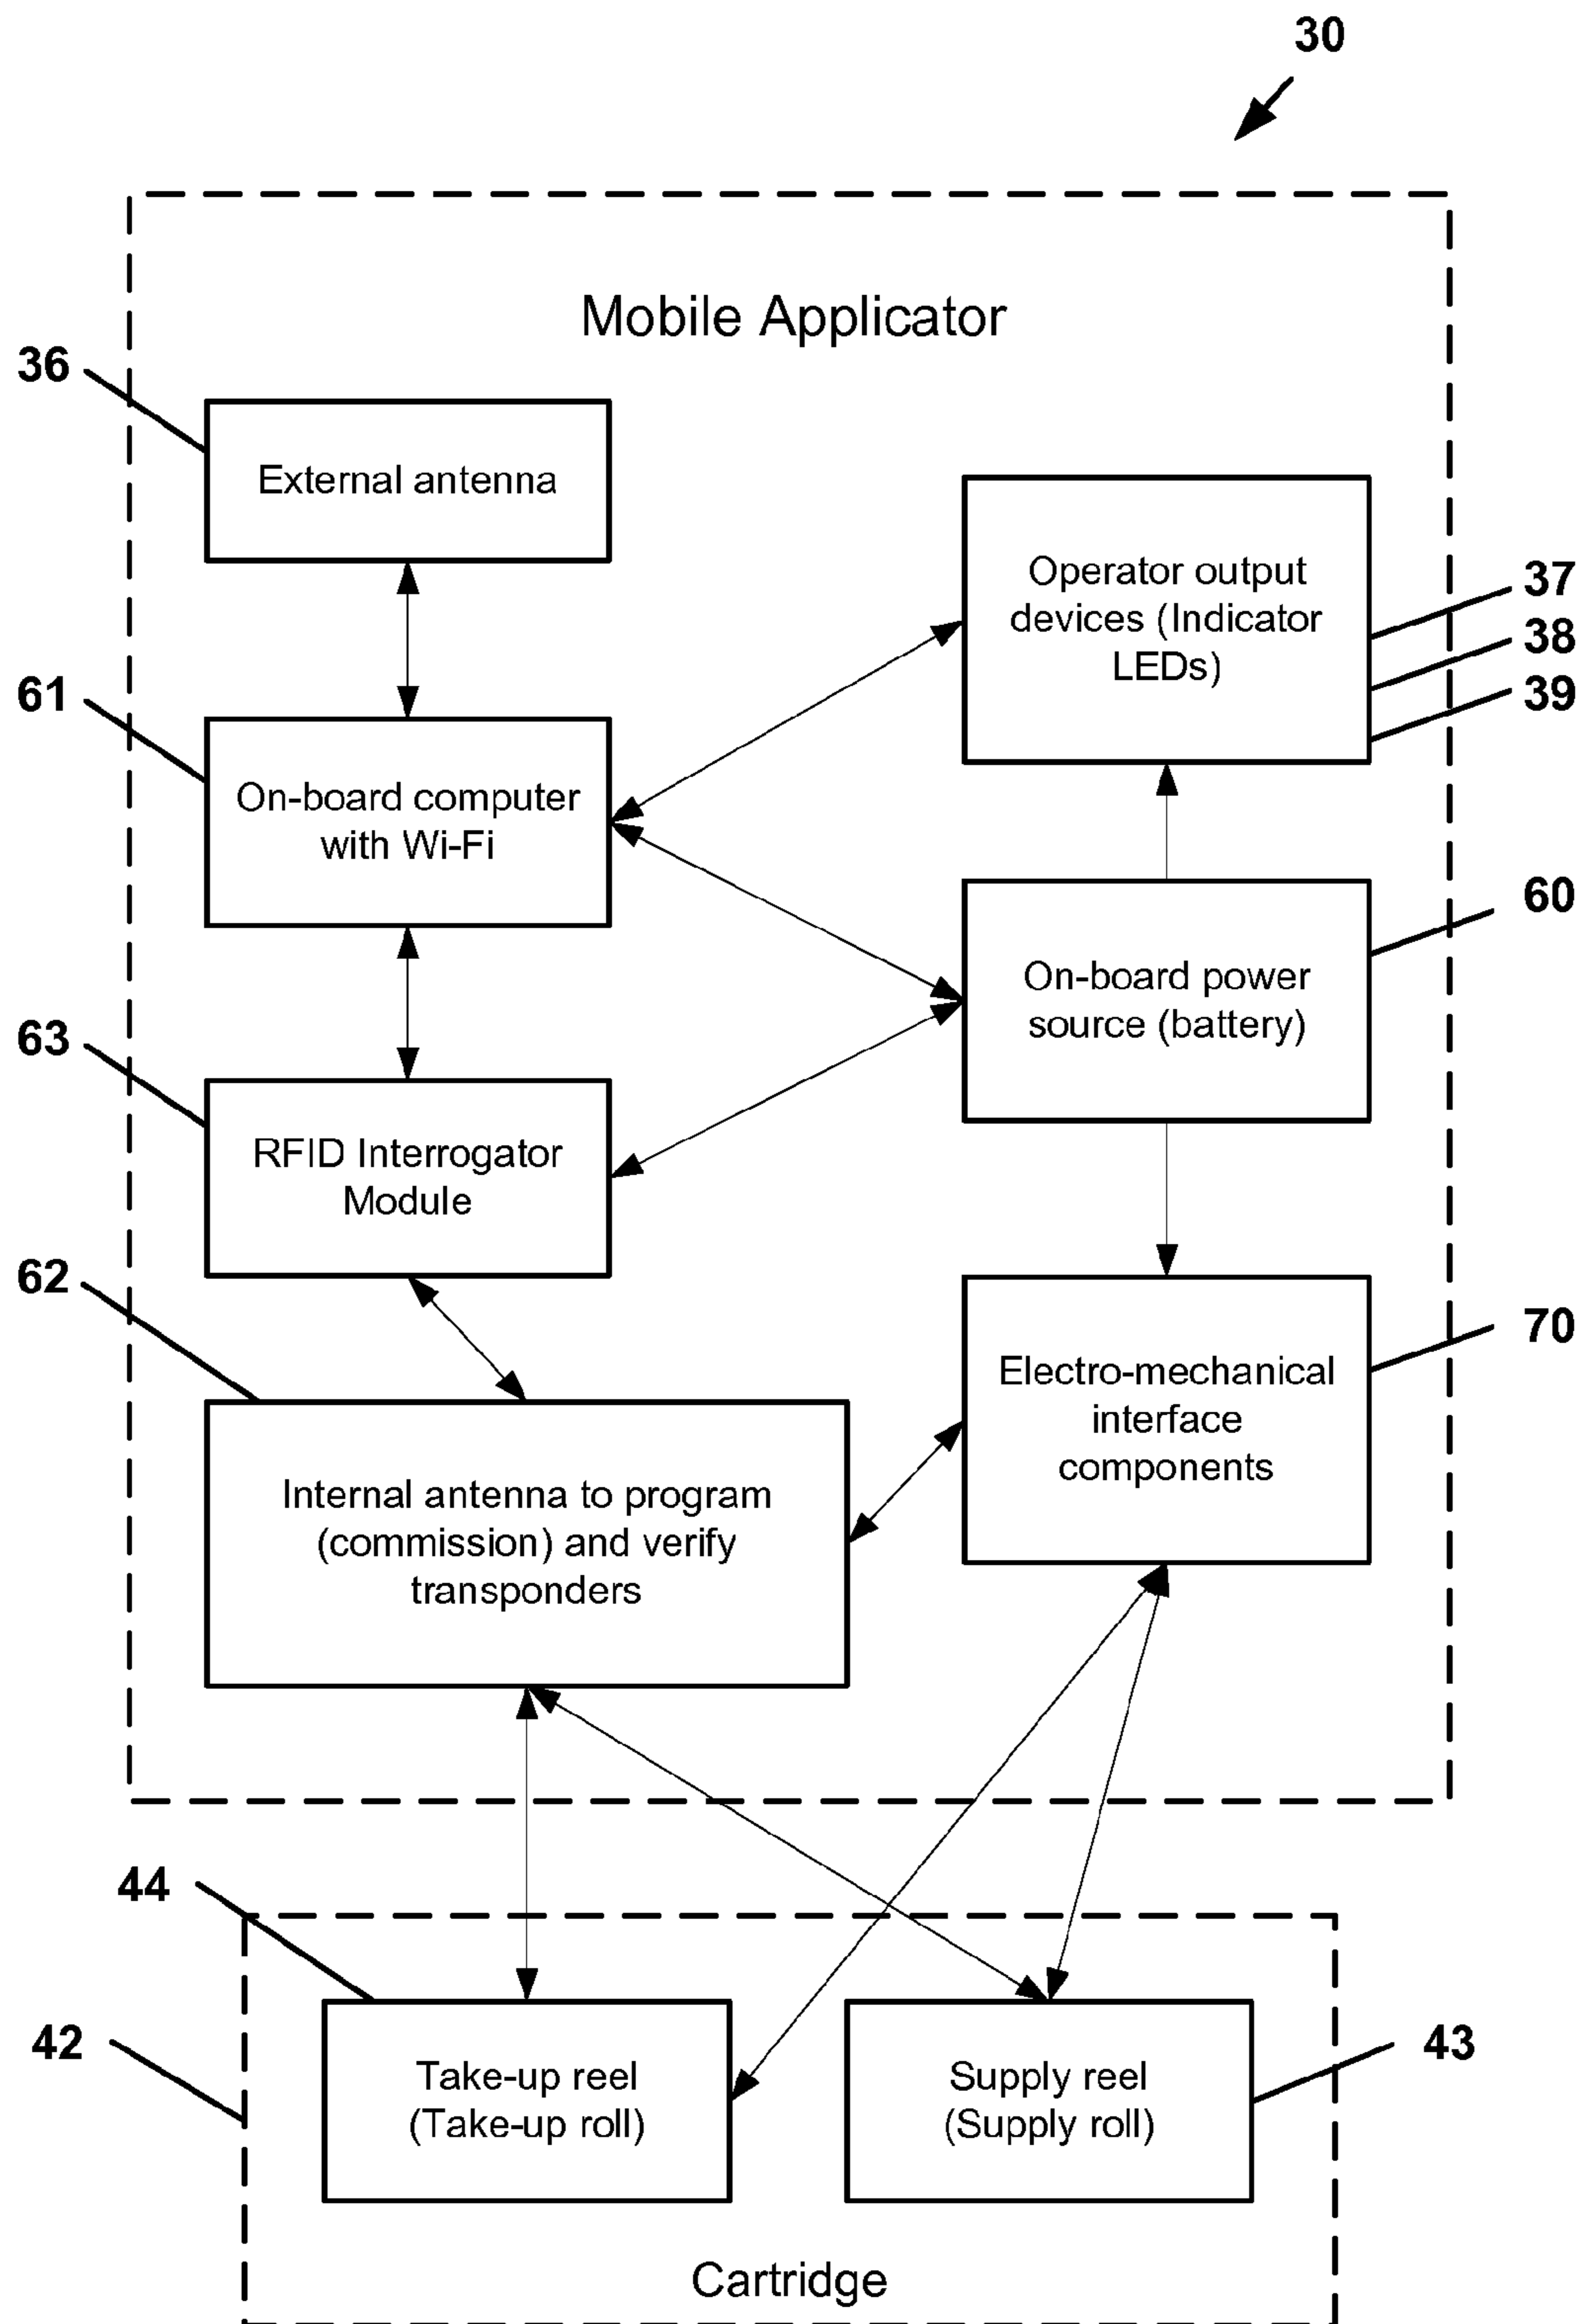 30
Mobile Applicator
36
External antenna
Operator output
devices (Indicator
LEDs)
37
38
39
61
On-board computer
with Wi-Fi
60
On-board power
source (battery)
63
RFID Interrogator
Module
62
70
Electro-mechanical
interface
components
Internal antenna to program
(commission) and verify
transponders
44
42
43
Take-up reel
(Take-up roll)
Supply reel
(Supply roll)
Cartridge